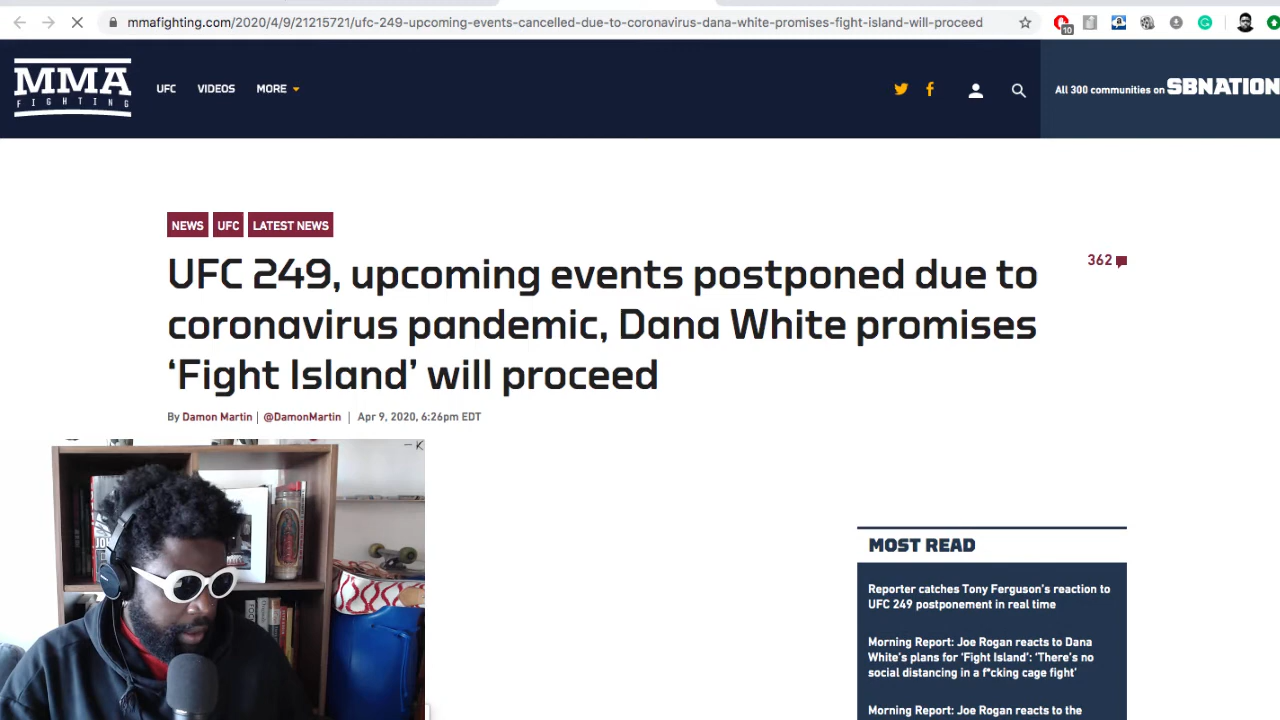 mmafighting.com/2020/4/9/21215721/ufc-249-upcoming-events-cancelled-due-to-coronavirus-dana-white-promises-fight-island-will-proceed
10
MMA
FIGHTING
UFC VIDEOS MORE
All 300 communities on SBNATION
NEWS UFC LATEST NEWS
362
UFC 249, upcoming events postponed due to
coronavirus pandemic, Dana White promises
‘Fight Island’ will proceed
By Damon Martin | @DamonMartin | Apr 9, 2020, 6:26pm EDT
MOST READ
Reporter catches Tony Ferguson’s reaction to
UFC 249 postponement in real time
Morning Report: Joe Rogan reacts to Dana
White’s plans for ‘Fight Island’: ‘There’s no
social distancing in a f*cking cage fight’
Morning Report: Joe Rogan reacts to the